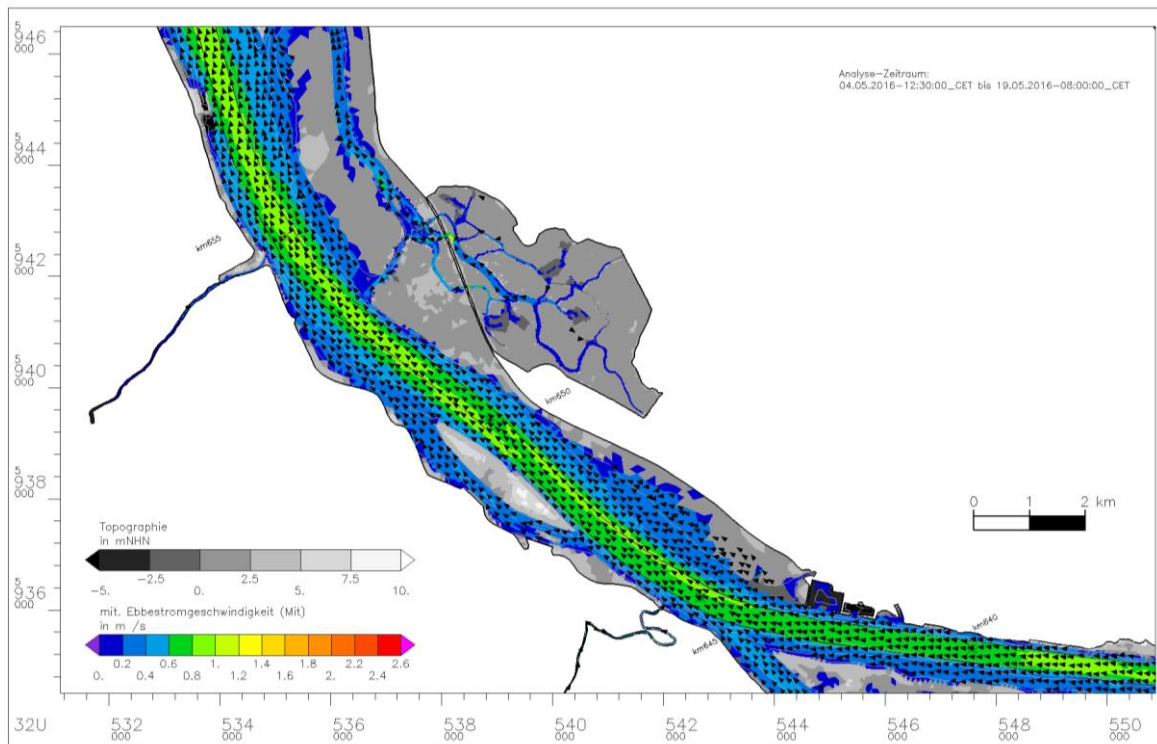 5
946
000
Analyse-Zeitraum:
04.05.2016-12:30:00_CET bis 19.05.2016-08:00:00_CET
5
944
000
km655
5
942
000
5
940
000
km650
5
938
000
0 1 2 km
Topographie
in mNHN
-5. -2.5 0. 2.5 5. 7.5 10.
5
936
000
mit. Ebbestromgeschwindigkeit (Mit)
in m /s
0. 0.2 0.4 0.6 0.8 1. 1.2 1.4 1.6 1.8 2. 2.2 2.4 2.6
km645
km640
32U 532 534 536 538 540 542 544 546 548 550
000 000 000 000 000 000 000 000 000 000